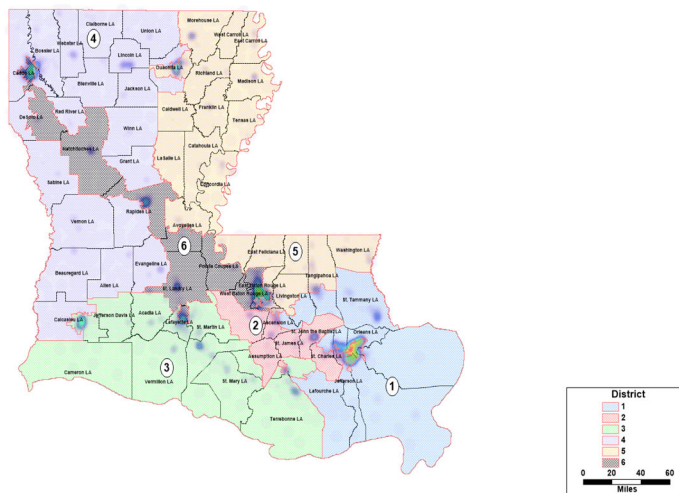 Claiborne LA
Union LA
Morehouse LA
West Carroll LA
East Carroll LA
Webster LA
Bossier LA
4
Lincoln LA
Ouachita LA
Caddo LA
Richland LA
Madison LA
Bienville LA
Jackson LA
Red River LA
Caldwell LA
Franklin LA
DeSoto LA
Tensas LA
Winn LA
Natchitoches LA
Catahoula LA
Grant LA
LaSalle LA
Sabine LA
Concordia LA
Rapides LA
Vernon LA
Avoyelles LA
6
5
Washington LA
East Feliciana LA
Evangeline LA
Pointe Coupee LA
Tangipahoa LA
Beauregard LA
Allen LA
St. Landry LA
East Baton Rouge LA
West Baton Rouge LA
Livingston LA
St. Tammany LA
Calcasieu LA
Jefferson Davis LA
Acadia LA
Lafayette LA
St. Martin LA
2
Ascension LA
St. John the Baptist LA
Orleans LA
St. James LA
Assumption LA
St. Charles LA
Cameron LA
Vermilion LA
3
St. Mary LA
Jefferson LA
1
Lafourche LA
Terrebonne LA
District
1
2
3
4
5
6
0 20 40 60
Miles